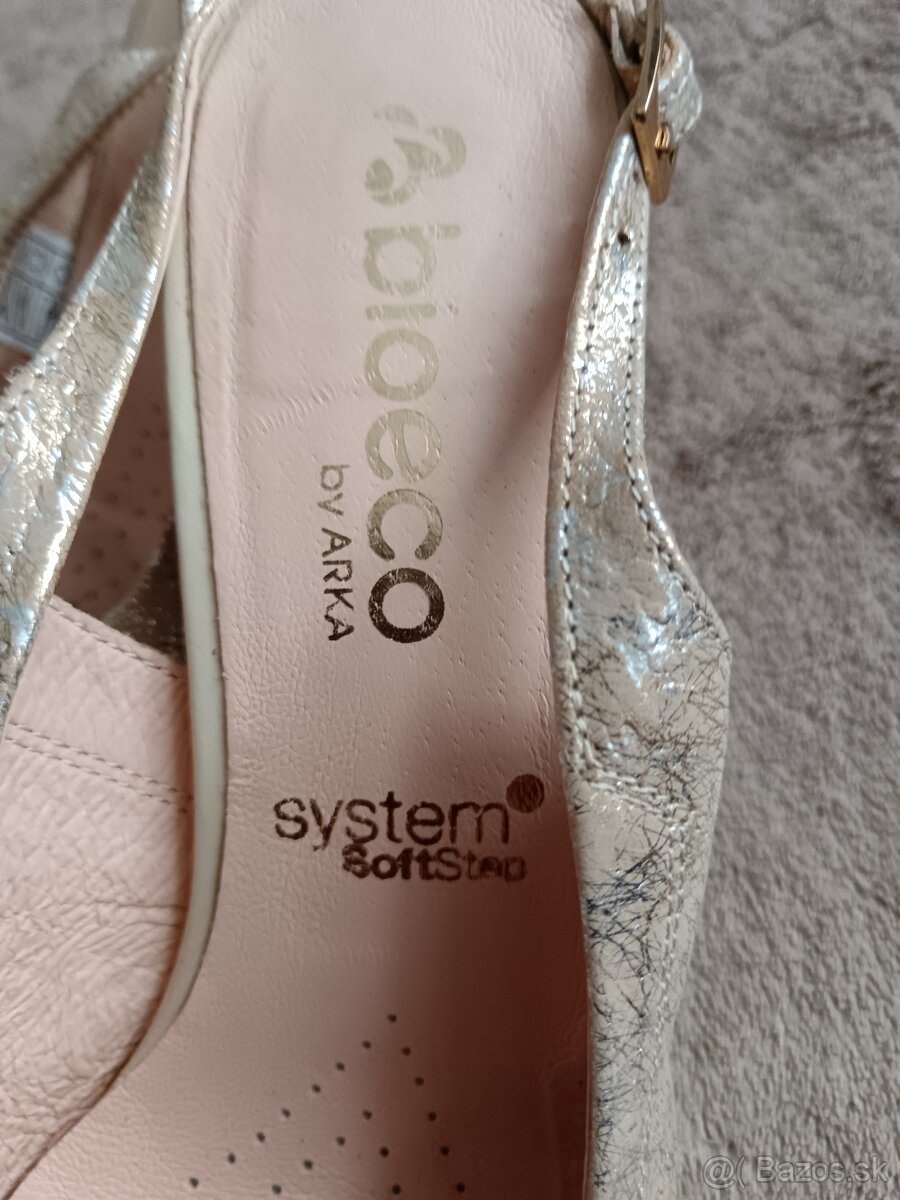 bioeco
by ARKA
system
SoftStep
@( Bazos.sk